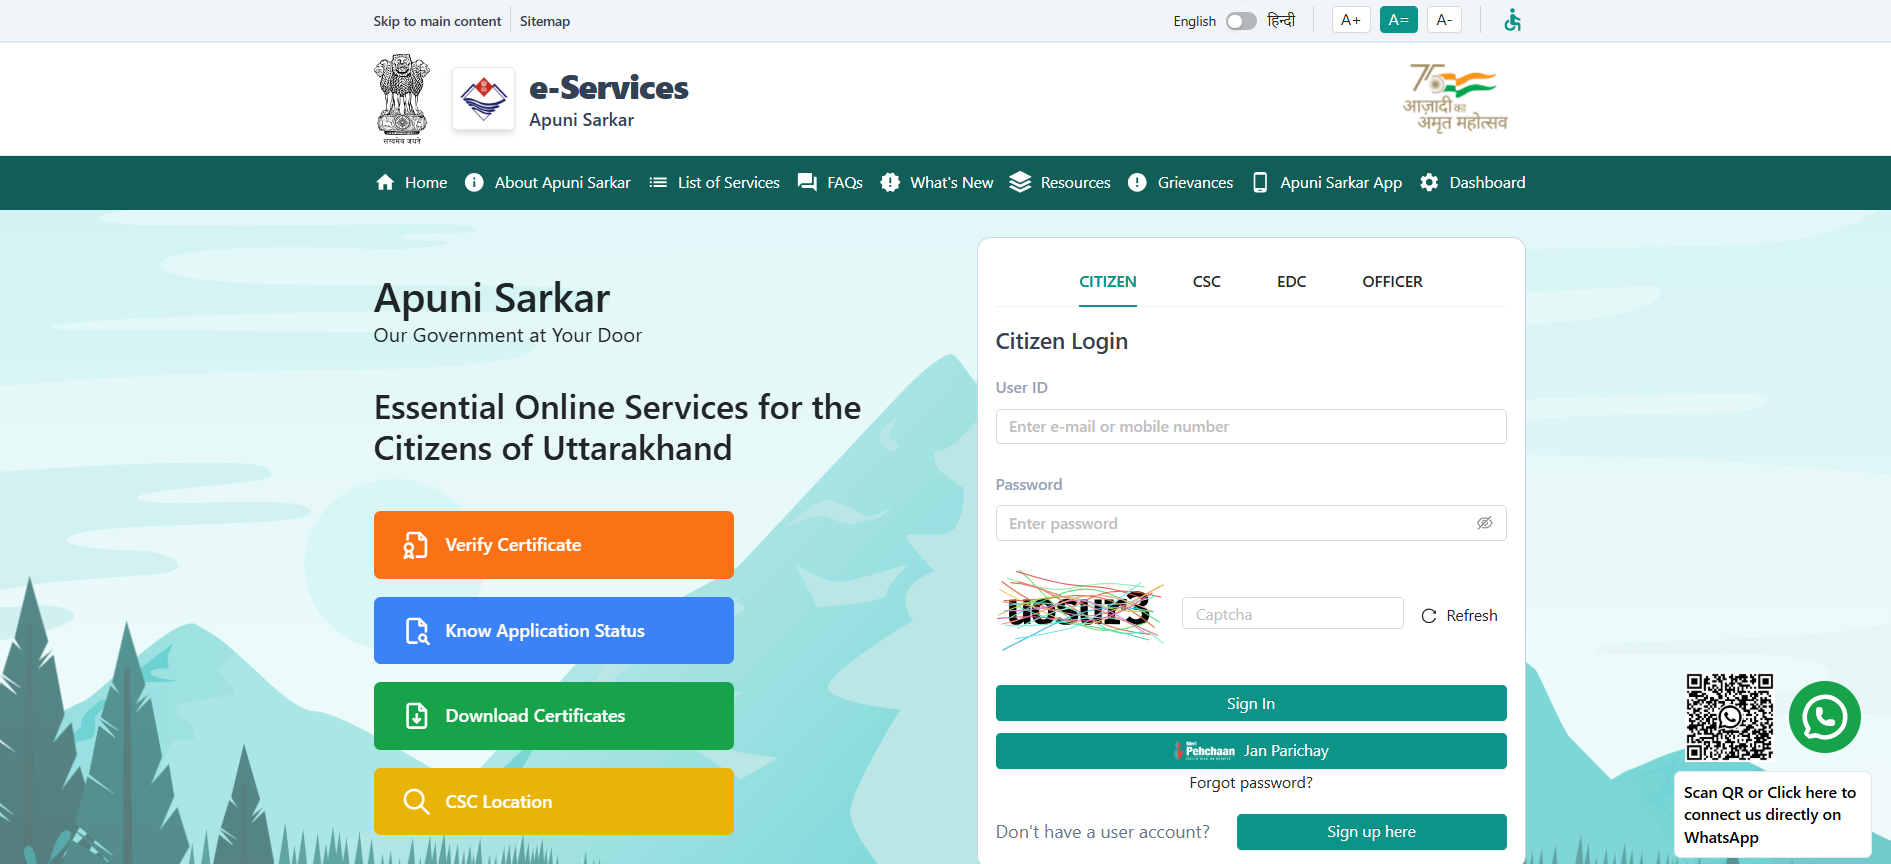 Skip to main content
Sitemap
English
हिन्दी
A+
A=
A-
सत्यमेव जयते
e-Services
Apuni Sarkar
75
आज़ादी का
अमृत महोत्सव
Home
About Apuni Sarkar
List of Services
FAQs
What's New
Resources
Grievances
Apuni Sarkar App
Dashboard
Apuni Sarkar
Our Government at Your Door
Essential Online Services for the
Citizens of Uttarakhand
Verify Certificate
Know Application Status
Download Certificates
CSC Location
CITIZEN
CSC
EDC
OFFICER
Citizen Login
User ID
Enter e-mail or mobile number
Password
Enter password
Captcha
Refresh
Sign In
Meri
Pehchaan
Jan Parichay
Forgot password?
Don't have a user account?
Sign up here
Scan QR or Click here to
connect us directly on
WhatsApp